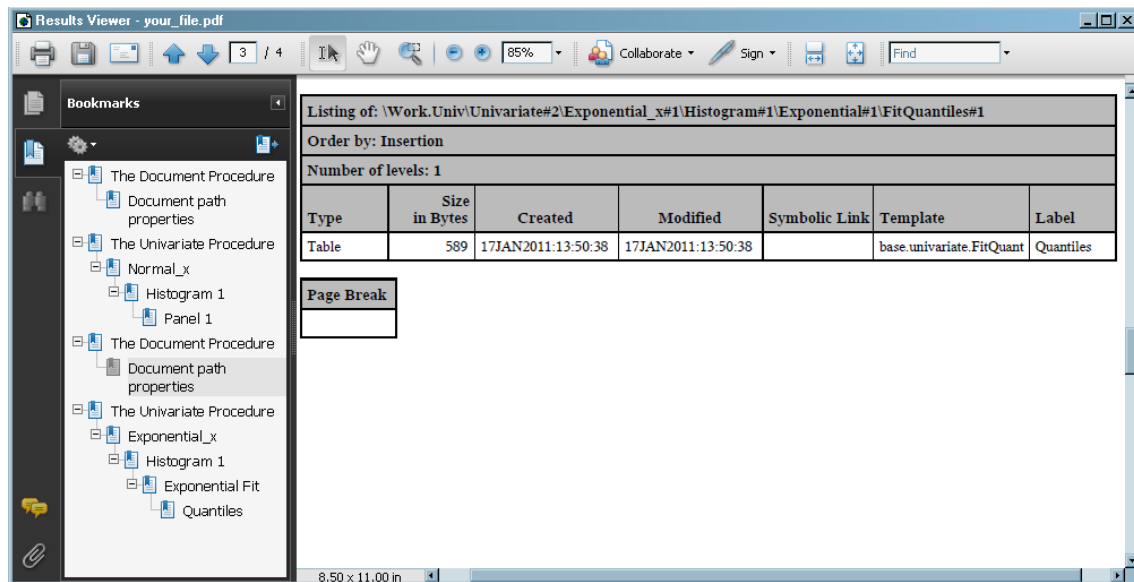 Results Viewer - your_file.pdf
3 / 4 85% Collaborate Sign Find
Bookmarks
The Document Procedure
Document path
properties
The Univariate Procedure
Normal_x
Histogram 1
Panel 1
The Document Procedure
Document path
properties
The Univariate Procedure
Exponential_x
Histogram 1
Exponential Fit
Quantiles
Listing of: \Work.Univ\Univariate#2\Exponential_x#1\Histogram#1\Exponential#1\FitQuantiles#1
Order by: Insertion
Number of levels: 1
Size
Type in Bytes Created Modified Symbolic Link Template Label
Table 589 17JAN2011:13:50:38 17JAN2011:13:50:38 base.univariate.FitQuant Quantiles
Page Break
8.50 x 11.00 in